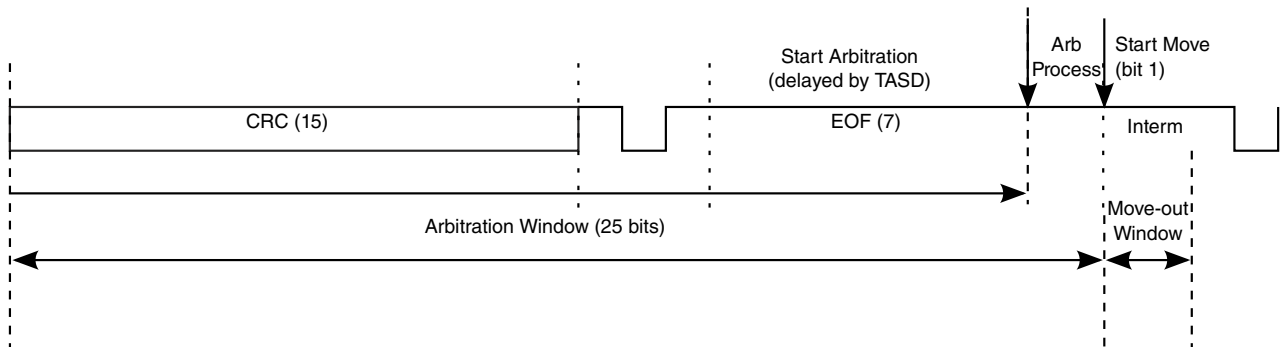 Start Arbitration
(delayed by TASD)
Arb
Process
Start Move
(bit 1)
CRC (15)
EOF (7)
Interm
Arbitration Window (25 bits)
Move-out
Window